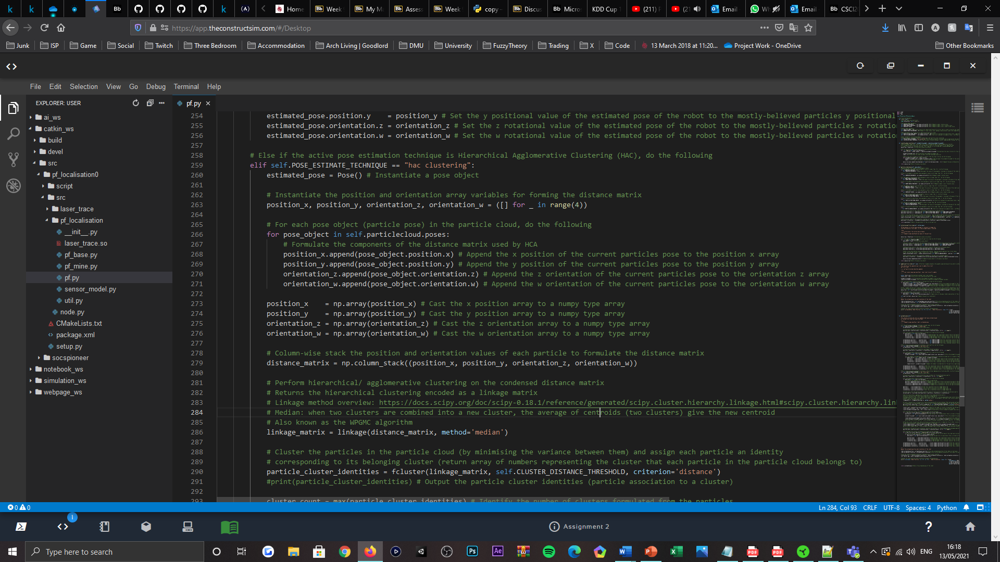 Home
Week
My M
Assess
Week
copy
Discus
Micros
KDD Cup
(211)
(21
Email
Wh
Email
CSCI2
https://app.theconstructsim.com/#/Desktop
Junk
ISP
Game
Social
Twitch
Three Bedroom
Accommodation
Arch Living | Goodlord
DMU
University
FuzzyTheory
Trading
X
Code
13 March 2018 at 11:20...
Project Work - OneDrive
Other Bookmarks
File Edit Selection View Go Debug Terminal Help
EXPLORER: USER
ai_ws
catkin_ws
build
devel
src
pf_localisation0
script
src
laser_trace
pf_localisation
__init__.py
laser_trace.so
pf_base.py
pf_mine.py
pf.py
sensor_model.py
util.py
node.py
CMakeLists.txt
package.xml
setup.py
socspioneer
notebook_ws
simulation_ws
webpage_ws
pf.py
254 estimated_pose.position.y    = position_y # Set the y positional value of the estimated pose of the robot to the mostly-believed particles y positional
255 estimated_pose.orientation.z = orientation_z # Set the z rotational value of the estimated pose of the robot to the mostly-believed particles z rotatio
256 estimated_pose.orientation.w = orientation_w # Set the w rotational value of the estimated pose of the robot to the mostly-believed particles w rotatio
257
258 # Else if the active pose estimation technique is Hierarchical Agglomerative Clustering (HAC), do the following
259 elif self.POSE_ESTIMATE_TECHNIQUE == "hac clustering":
260 estimated_pose = Pose() # Instantiate a pose object
261
262 # Instantiate the position and orientation array variables for forming the distance matrix
263 position_x, position_y, orientation_z, orientation_w = ([] for _ in range(4))
264
265 # For each pose object (particle pose) in the particle cloud, do the following
266 for pose_object in self.particlecloud.poses:
267 # Formulate the components of the distance matrix used by HCA
268 position_x.append(pose_object.position.x) # Append the x position of the current particles pose to the position x array
269 position_y.append(pose_object.position.y) # Append the y position of the current particles pose to the position y array
270 orientation_z.append(pose_object.orientation.z) # Append the z orientation of the current particles pose to the orientation z array
271 orientation_w.append(pose_object.orientation.w) # Append the w orientation of the current particles pose to the orientation w array
272
273 position_x    = np.array(position_x) # Cast the x position array to a numpy type array
274 position_y    = np.array(position_y) # Cast the y position array to a numpy type array
275 orientation_z = np.array(orientation_z) # Cast the z orientation array to a numpy type array
276 orientation_w = np.array(orientation_w) # Cast the w orientation array to a numpy type array
277
278 # Column-wise stack the position and orientation values of each particle to formulate the distance matrix
279 distance_matrix = np.column_stack((position_x, position_y, orientation_z, orientation_w))
280
281 # Perform hierarchical/ agglomerative clustering on the condensed distance matrix
282 # Returns the hierarchical clustering encoded as a linkage matrix
283 # Linkage method overview: https://docs.scipy.org/doc/scipy-0.18.1/reference/generated/scipy.cluster.hierarchy.linkage.html#scipy.cluster.hierarchy.lin
284 # Median: when two clusters are combined into a new cluster, the average of centroids (two clusters) give the new centroid
285 # Also known as the WPGMC algorithm
286 linkage_matrix = linkage(distance_matrix, method='median')
287
288 # Cluster the particles in the particle cloud (by minimising the variance between them) and assign each particle an identity
289 # corresponding to its belonging cluster (return array of numbers representing the cluster that each particle in the particle cloud belongs to)
290 particle_cluster_identities = fcluster(linkage_matrix, self.CLUSTER_DISTANCE_THRESHOLD, criterion='distance')
291 #print(particle_cluster_identities) # Output the particle cluster identities (particle association to a cluster)
292
293 cluster_count = max(particle_cluster_identities) # Identify the number of clusters formulated from the particles
0 0
Ln 284, Col 93 CRLF UTF-8 Spaces: 4 Python
1
Assignment 2
?
Type here to search
ENG
16:18
13/05/2021